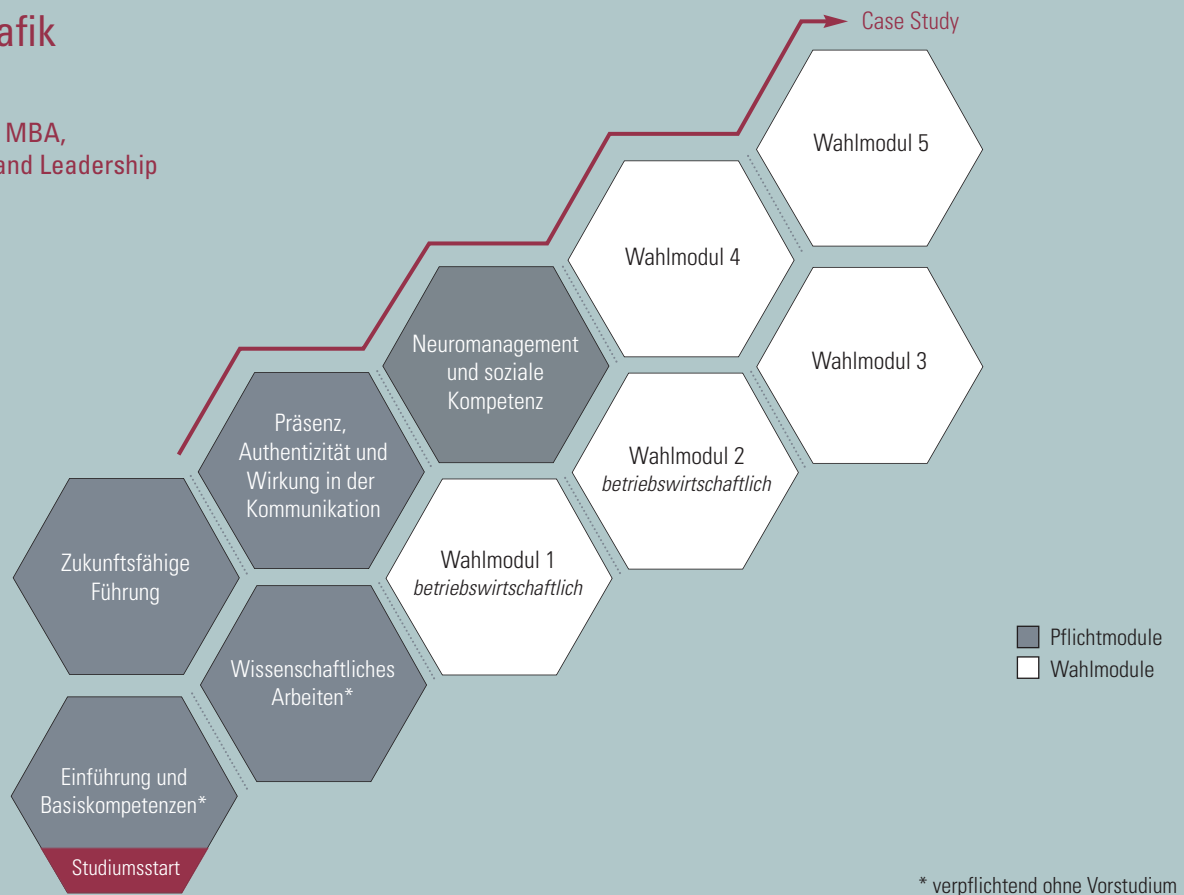 afik
MBA,
and Leadership
Case Study
Wahlmodul 5
Wahlmodul 4
Wahlmodul 3
Neuromanagement
und soziale
Kompetenz
Wahlmodul 2
betriebswirtschaftlich
Präsenz,
Authentizität und
Wirkung in der
Kommunikation
Wahlmodul 1
betriebswirtschaftlich
Zukunftsfähige
Führung
Wissenschaftliches
Arbeiten*
Einführung und
Basiskompetenzen*
Studiumsstart
Pflichtmodule
Wahlmodule
* verpflichtend ohne Vorstudium